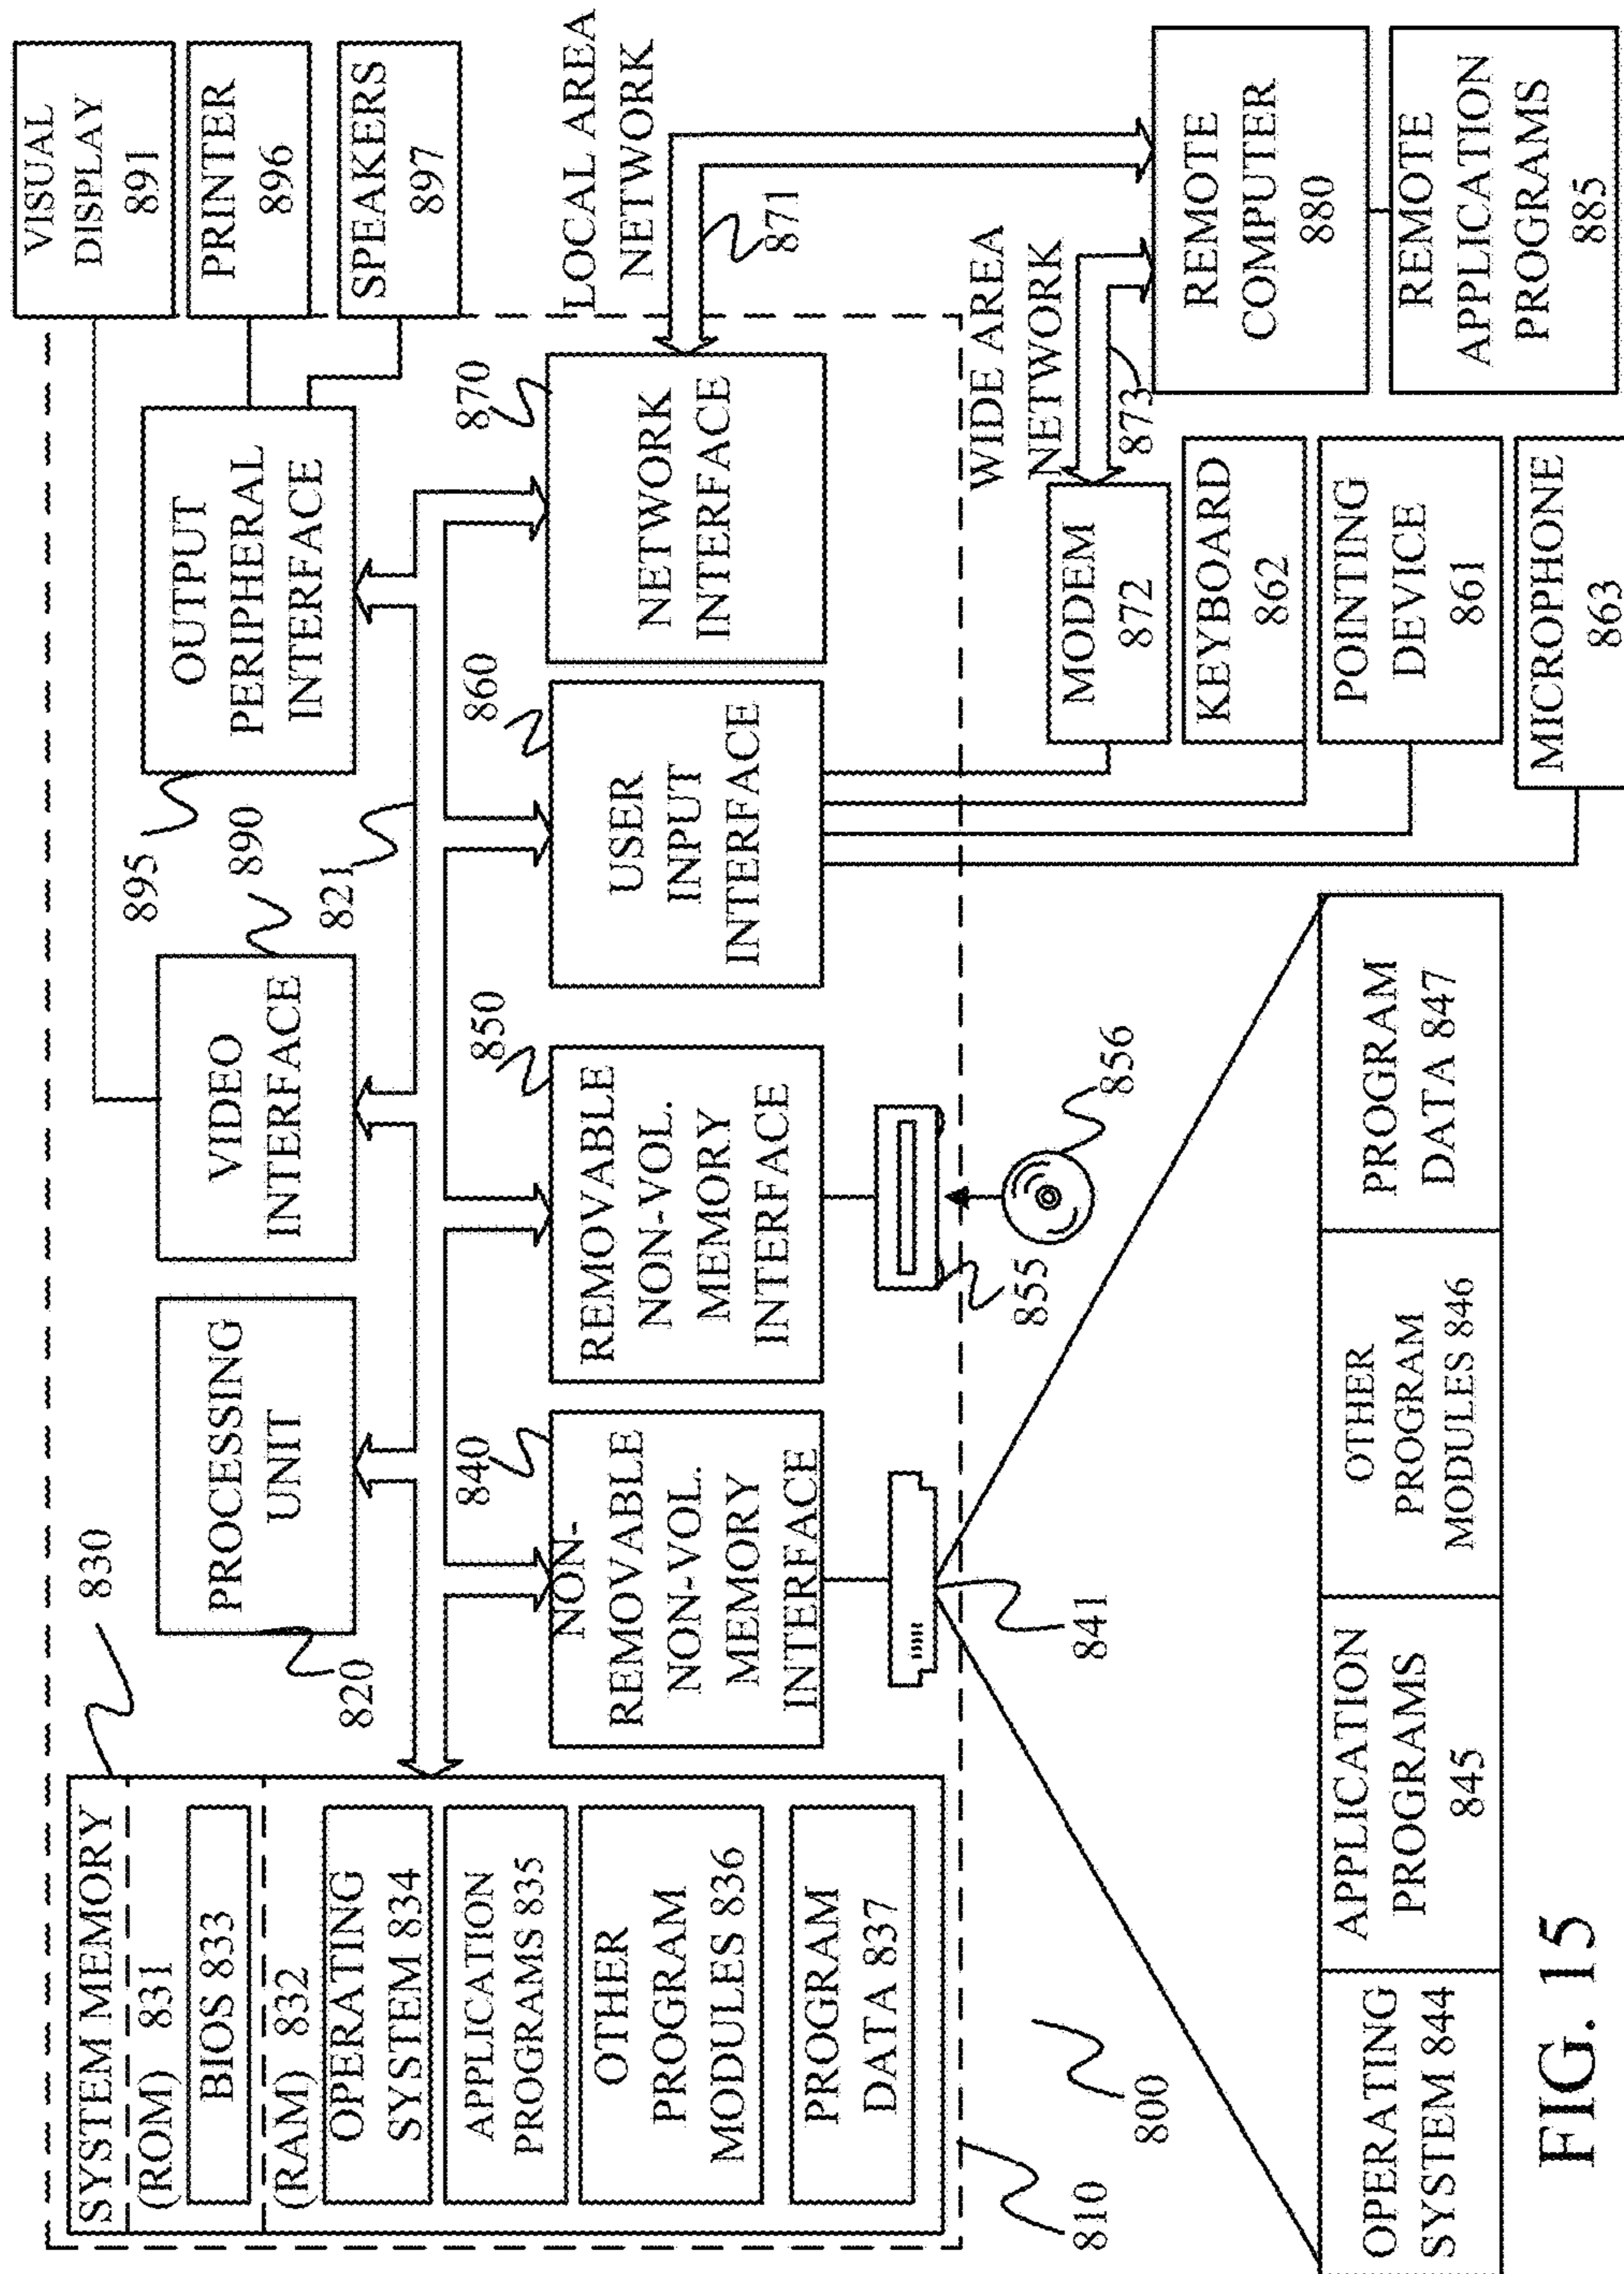 SYSTEM MEMORY
(ROM) 831
BIOS 833
(RAM) 832
OPERATING
SYSTEM 834
APPLICATION
PROGRAMS 835
OTHER
PROGRAM
MODULES 836
PROGRAM
DATA 837
830
820
PROCESSING
UNIT
VIDEO
INTERFACE
890
821
895
OUTPUT
PERIPHERAL
INTERFACE
VISUAL
DISPLAY
891
PRINTER
896
SPEAKERS
897
840
NON-
REMOVABLE
NON-VOL.
MEMORY
INTERFACE
850
REMOVABLE
NON-VOL.
MEMORY
INTERFACE
860
USER
INPUT
INTERFACE
870
NETWORK
INTERFACE
LOCAL AREA
NETWORK
871
810
800
841
855
856
WIDE AREA
NETWORK
873
MODEM
872
KEYBOARD
862
POINTING
DEVICE
861
MICROPHONE
863
REMOTE
COMPUTER
880
REMOTE
APPLICATION
PROGRAMS
885
OPERATING
SYSTEM 844
APPLICATION
PROGRAMS
845
OTHER
PROGRAM
MODULES 846
PROGRAM
DATA 847
FIG. 15